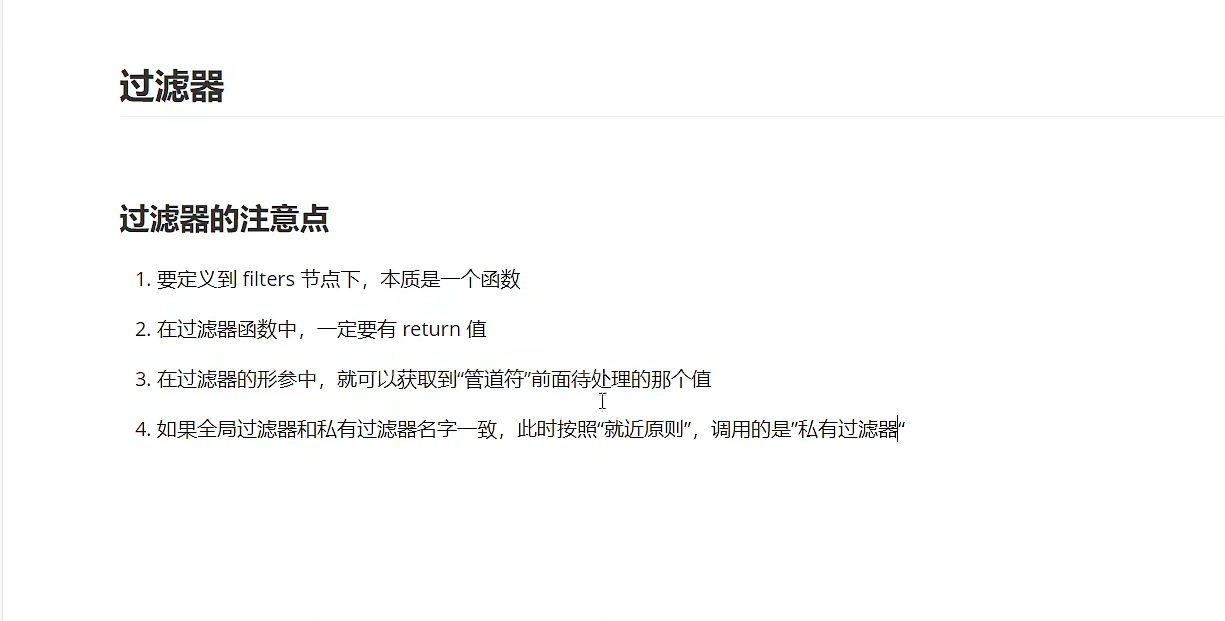 过滤器
过滤器的注意点
1. 要定义到 filters 节点下，本质是一个函数
2. 在过滤器函数中，一定要有 return 值
3. 在过滤器的形参中，就可以获取到“管道符”前面待处理的那个值
4. 如果全局过滤器和私有过滤器名字一致，此时按照“就近原则”，调用的是”私有过滤器“